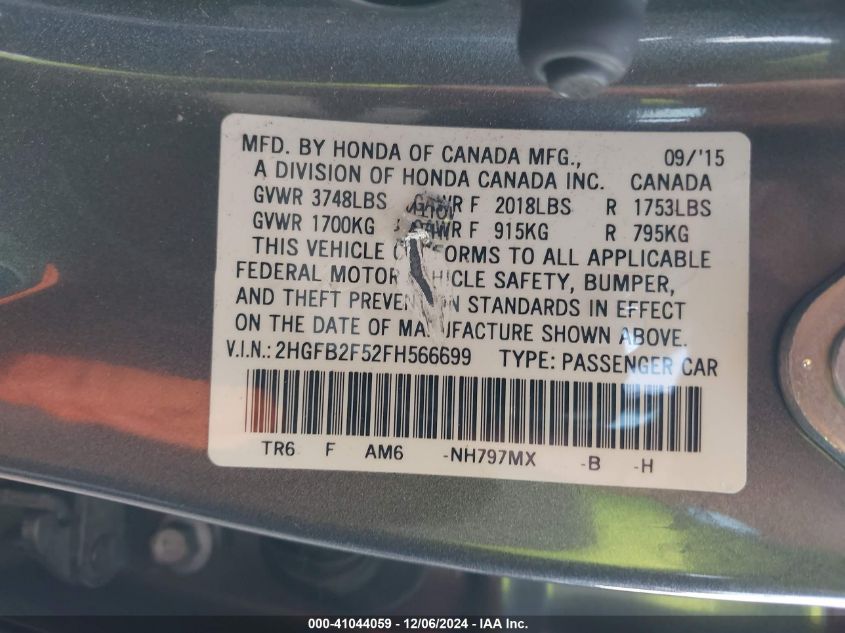 MFD. BY HONDA OF CANADA MFG., 09/'15
A DIVISION OF HONDA CANADA INC. CANADA
GVWR 3748LBS GAWR F 2018LBS R 1753LBS
GVWR 1700KG GAWR F 915KG R 795KG
THIS VEHICLE C FORMS TO ALL APPLICABLE
FEDERAL MOTOR HICLE SAFETY, BUMPER,
AND THEFT PREVEN N STANDARDS IN EFFECT
ON THE DATE OF MA UFACTURE SHOWN ABOVE.
V.I.N.: 2HGFB2F52FH566699 TYPE: PASSENGER CAR
TR6 F AM6 -NH797MX -B -H
000-41044059 - 12/06/2024 - IAA Inc.